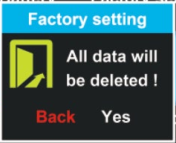 Factory setting
All data will
be deleted !
Back Yes